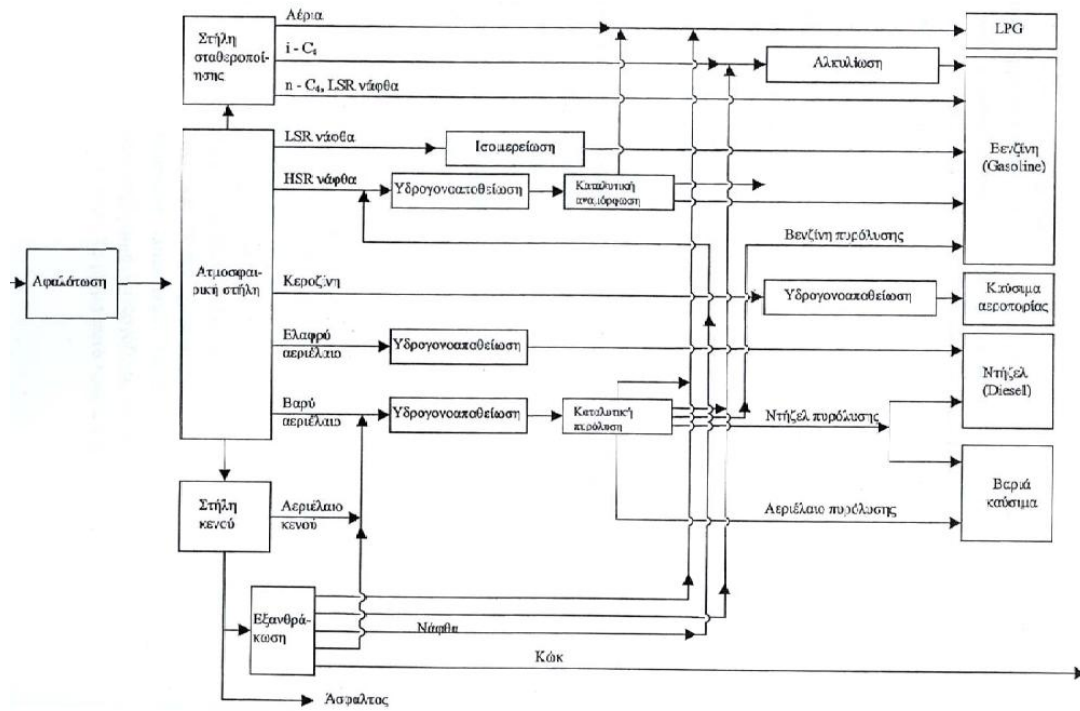 Αέρια
LPG
Στήλη
σταθεροποί-
ησης
i - C₄
Αλκυλίωση
n - C₄, LSR νάφθα
LSR νάφθα
Ισομερείωση
Βενζίνη
(Gasoline)
HSR νάφθα
Υδρογονοαποθείωση
Καταλυτική
αναμόρφωση
Βενζίνη πυρόλυσης
Αφαλάτωση
Ατμοσφαι-
ρική στήλη
Κεροζίνη
Υδρογονοαποθείωση
Καύσιμα
αεροπορίας
Ελαφρύ
αεριέλαιο
Υδρογονοαποθείωση
Ντήζελ
(Diesel)
Βαρύ
αεριέλαιο
Υδρογονοαποθείωση
Καταλυτική
πυρόλυση
Ντήζελ πυρόλυσης
Βαριά
καύσιμα
Στήλη
κενού
Αεριέλαιο
κενού
Αεριέλαιο πυρόλυσης
Εξανθρά-
κωση
Νάφθα
Κώκ
Άσφαλτος